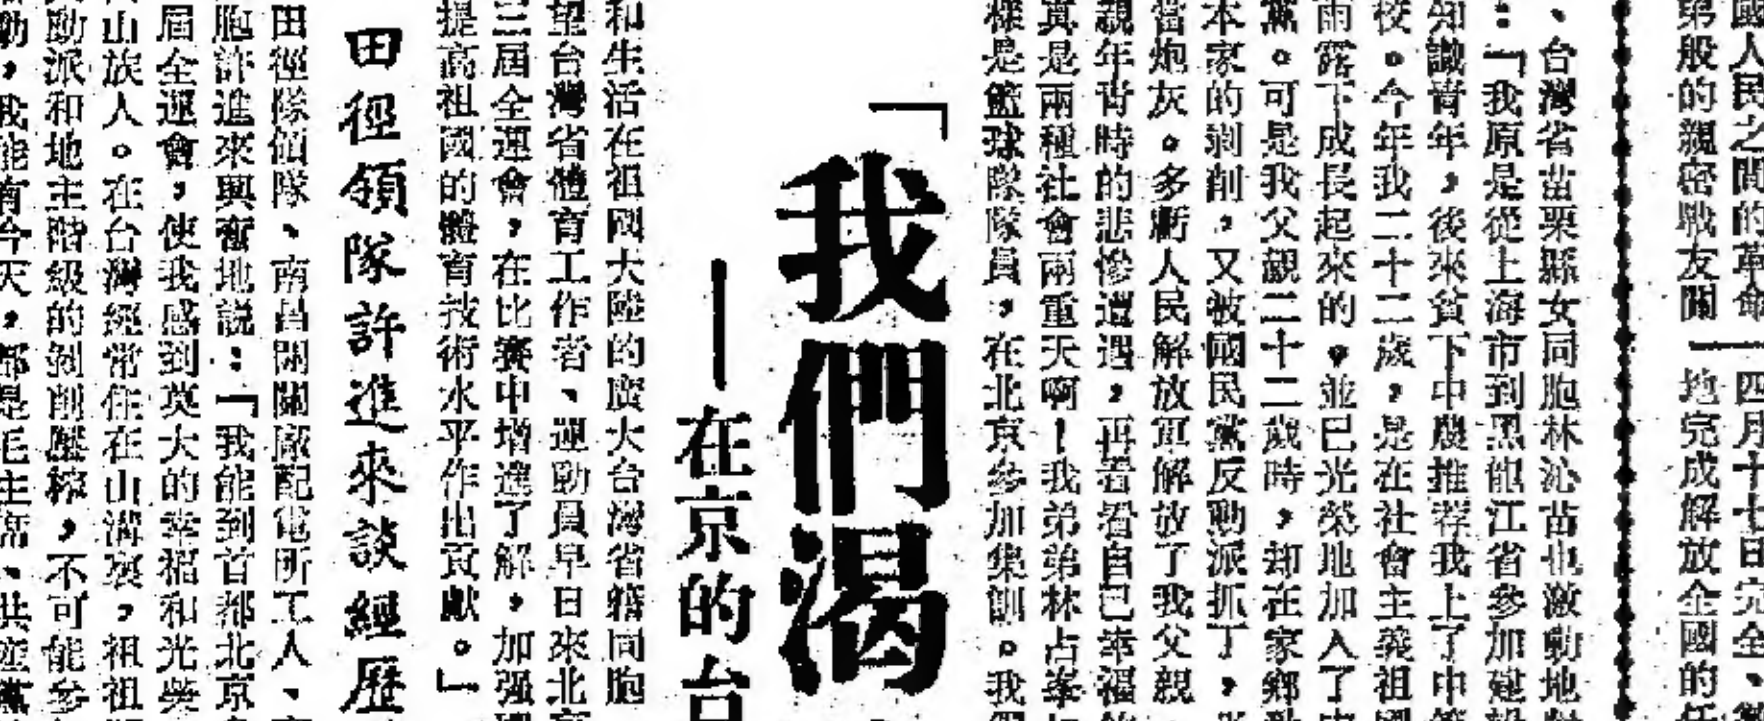 國人民之間的革命——四月十七日完全、
第般的親密戰友關
地完成解放全國的任
、台灣省苗栗縣女同胞林沁苗也激動地
：「我原是從上海市到黑龍江省參加建設
知識青年，後來貧下中農推荐我上了中等
校。今年我二十二歲，是在社會主義祖國
雨露下成長起來的，並已光榮地加入了
黨。可是我父親二十二歲時，却在家鄉
本家的剥削，又被國民黨反動派抓丁，
當炮灰。多虧人民解放軍解放了我父親
親年青時的悲慘遭遇，再看看自己幸福
真是兩種社會兩重天啊！我弟弟林占峯
樣是籃球隊隊員，在北京參加集訓。我
「我們渴
——在京的台
和生活在祖國大陸的廣大台灣省籍同胞
望台灣省體育工作者、運動員早日來北京
三屆全運會，在比賽中增進了解，加强
提高祖國的體育技術水平作出貢獻。」
田徑領隊許進來談經歷
田徑隊領隊、南昌關關廠配電所工人、
胞許進來興奮地説：「我能到首都北京
屆全運會，使我感到莫大的幸福和光榮
山族人。在台灣經常住在山溝裏，祖祖
動派和地主階級的剥削壓榨，不可能參
動，我能有今天，都是毛主席、共產黨